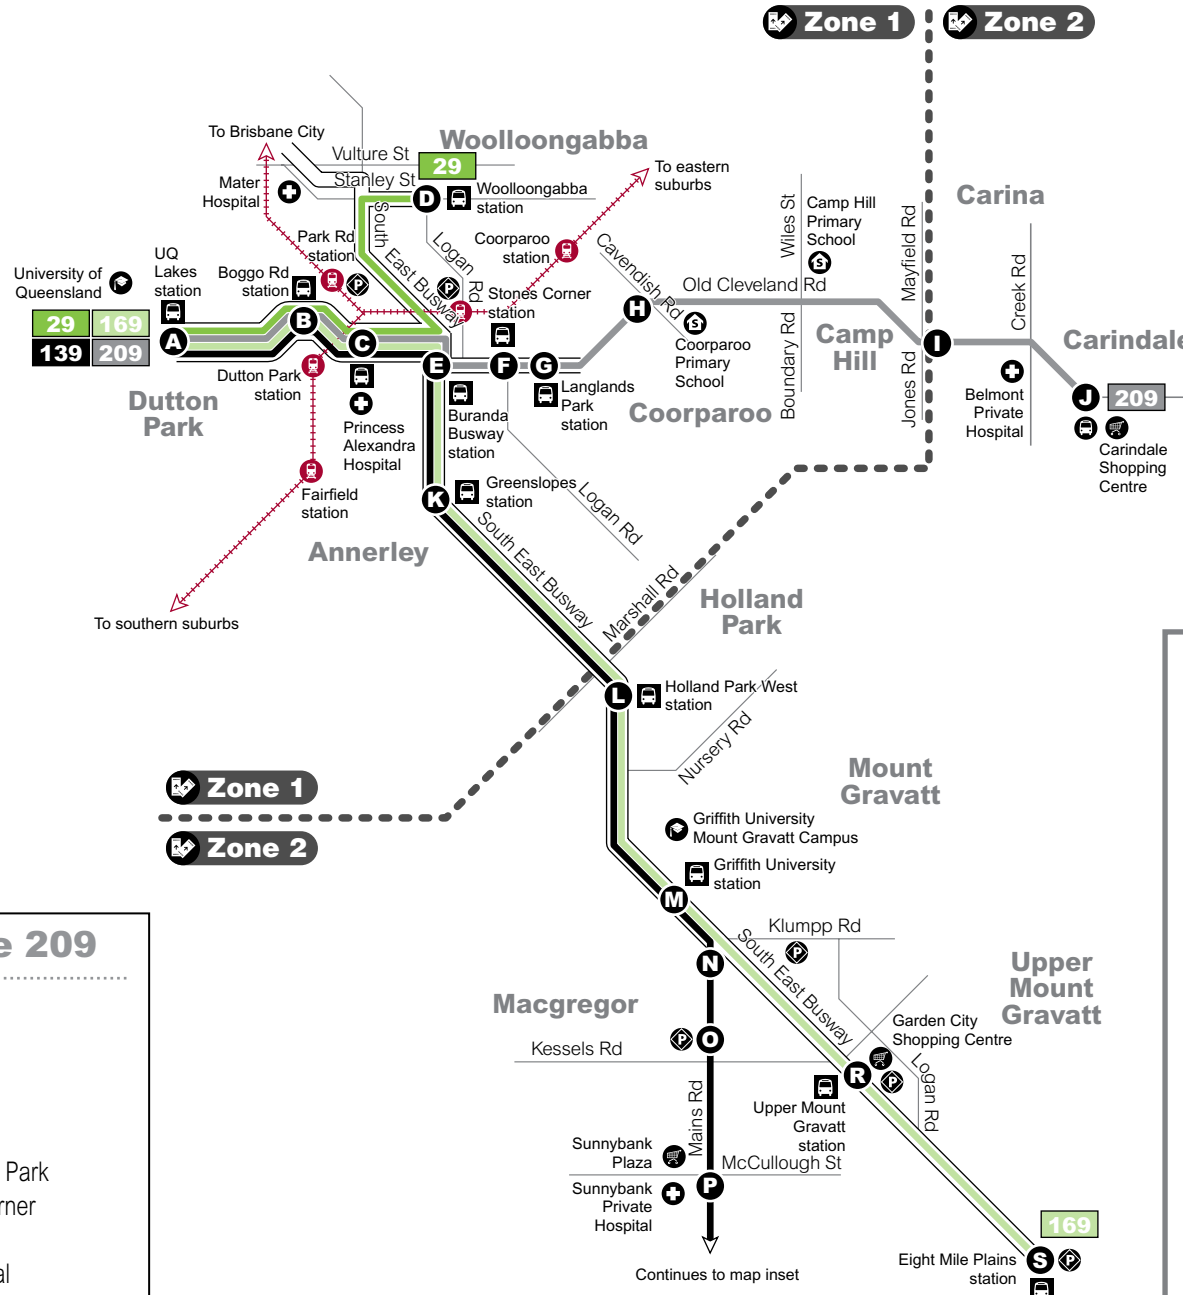 Zone 1
Zone 2
To Brisbane City
Woolloongabba
Vulture St
29
Stanley St
To eastern
suburbs
Mater
Hospital
D
Woolloongabba
station
Camp Hill
Primary
School
Carina
Wiles St
Mayfield Rd
South
East Busway
Logan
Rd
Park Rd
station
P
P
Coorparoo
station
Cavendish Rd
University of
Queensland
UQ
Lakes
station
Boggo Rd
station
Stones Corner
station
Old Cleveland Rd
S
Creek Rd
29
169
139
209
A
B
C
H
S
Coorparoo
Primary
School
Boundary Rd
Camp
Hill
I
Carindale
Jones Rd
E
F
G
Dutton Park
station
Langlands
Park
station
Dutton
Park
Princess
Alexandra
Hospital
Buranda
Busway
station
Coorparoo
Belmont
Private
Hospital
J
209
Carindale
Shopping
Centre
Fairfield
station
K
Greenslopes
station
Logan Rd
Annerley
South East Busway
Marshall Rd
Holland
Park
To southern suburbs
L
Holland Park West
station
Nursery Rd
Zone 1
Zone 2
Mount
Gravatt
Griffith University
Mount Gravatt Campus
Griffith University
station
M
e 209
Klumpp Rd
P
South East Busway
N
Upper
Mount
Gravatt
Macgregor
Garden City
Shopping Centre
P
O
Kessels Rd
R
P
Logan Rd
Mains Rd
Upper Mount
Gravatt
station
Sunnybank
Plaza
McCullough St
Park
rner
Sunnybank
Private
Hospital
P
169
al
Eight Mile Plains
station
S
P
Continues to map inset